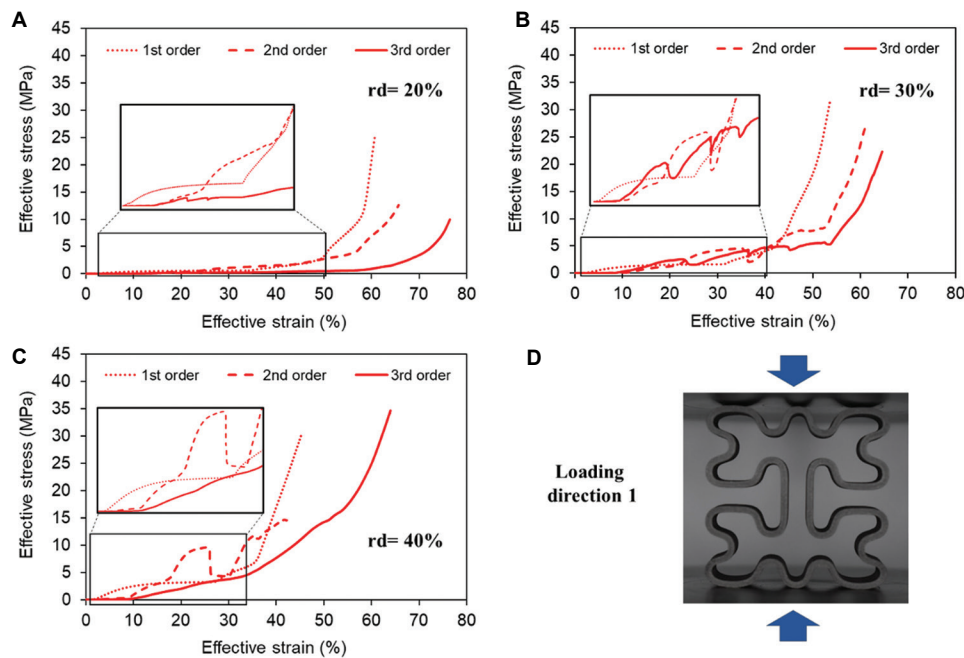 A
45
40
35
30
25
20
15
10
5
0
Effective stress (MPa)
1st order 2nd order 3rd order
rd= 20%
0 10 20 30 40 50 60 70 80
Effective strain (%)
B
45
40
35
30
25
20
15
10
5
0
Effective stress (MPa)
1st order 2nd order 3rd order
rd= 30%
0 10 20 30 40 50 60 70 80
Effective strain (%)
C
45
40
35
30
25
20
15
10
5
0
Effective stress (MPa)
1st order 2nd order 3rd order
rd= 40%
0 10 20 30 40 50 60 70 80
Effective strain (%)
D
Loading
direction 1